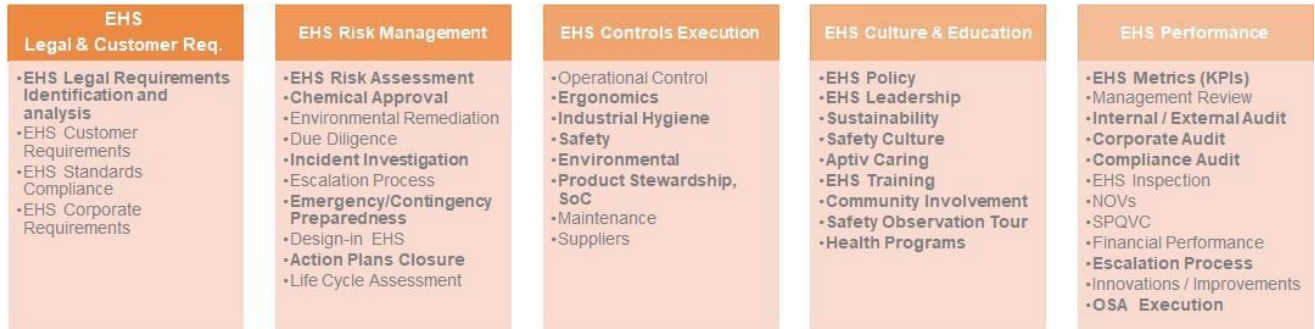 EHS
Legal & Customer Req.
•EHS Legal Requirements
Identification and
analysis
•EHS Customer
Requirements
•EHS Standards
Compliance
•EHS Corporate
Requirements
EHS Risk Management
•EHS Risk Assessment
•Chemical Approval
•Environmental Remediation
•Due Diligence
•Incident Investigation
•Escalation Process
•Emergency/Contingency
Preparedness
•Design-in EHS
•Action Plans Closure
•Life Cycle Assessment
EHS Controls Execution
•Operational Control
•Ergonomics
•Industrial Hygiene
•Safety
•Environmental
•Product Stewardship,
SoC
•Maintenance
•Suppliers
EHS Culture & Education
•EHS Policy
•EHS Leadership
•Sustainability
•Safety Culture
•Aptiv Caring
•EHS Training
•Community Involvement
•Safety Observation Tour
•Health Programs
EHS Performance
•EHS Metrics (KPIs)
•Management Review
•Internal / External Audit
•Corporate Audit
•Compliance Audit
•EHS Inspection
•NOVs
•SPQVC
•Financial Performance
•Escalation Process
•Innovations / Improvements
•OSA Execution